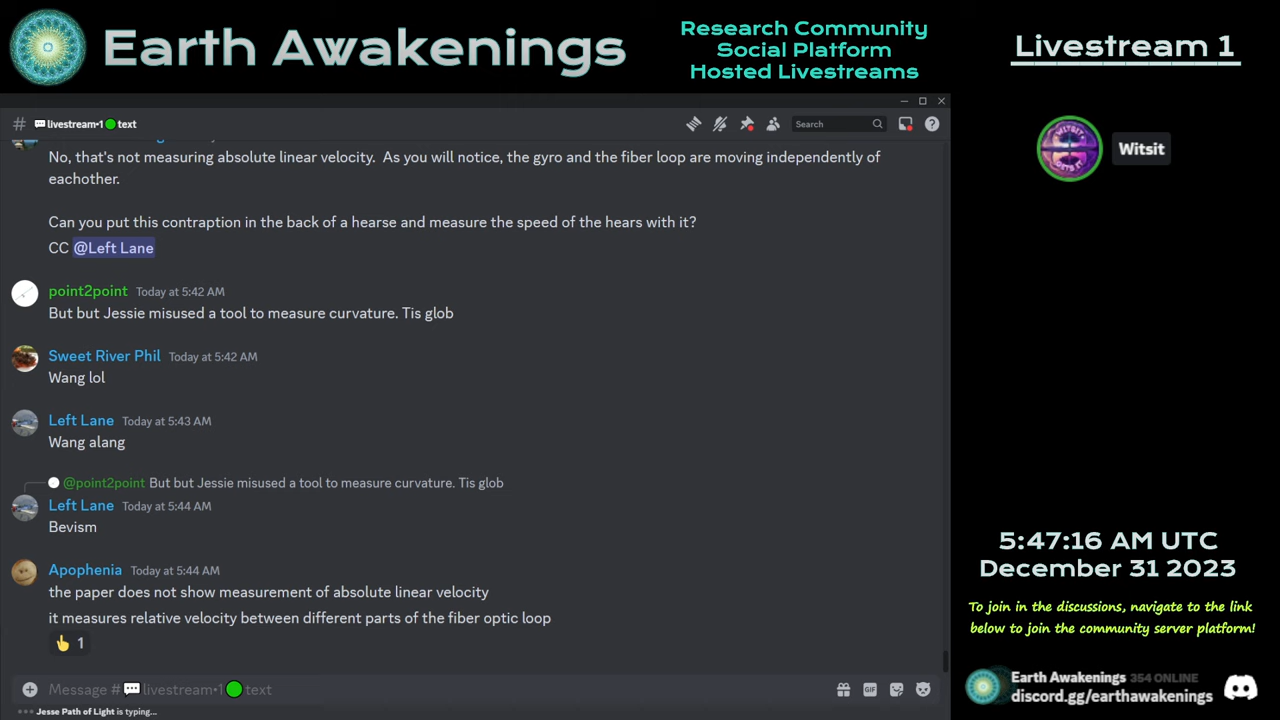 Earth Awakenings
Research Community
Social Platform
Hosted Livestreams
Livestream 1
livestream•1 text
Search
No, that's not measuring absolute linear velocity.  As you will notice, the gyro and the fiber loop are moving independently of
eachother.
Can you put this contraption in the back of a hearse and measure the speed of the hears with it?
CC @Left Lane
point2point Today at 5:42 AM
But but Jessie misused a tool to measure curvature. Tis glob
Sweet River Phil Today at 5:42 AM
Wang lol
Left Lane Today at 5:43 AM
Wang alang
@point2point But but Jessie misused a tool to measure curvature. Tis glob
Left Lane Today at 5:44 AM
Bevism
Apophenia Today at 5:44 AM
the paper does not show measurement of absolute linear velocity
it measures relative velocity between different parts of the fiber optic loop
1
Message # livestream•1 text
GIF
Jesse Path of Light is typing...
Witsit
5:47:16 AM UTC
December 31 2023
To join in the discussions, navigate to the link
below to join the community server platform!
Earth Awakenings 354 ONLINE
discord.gg/earthawakenings